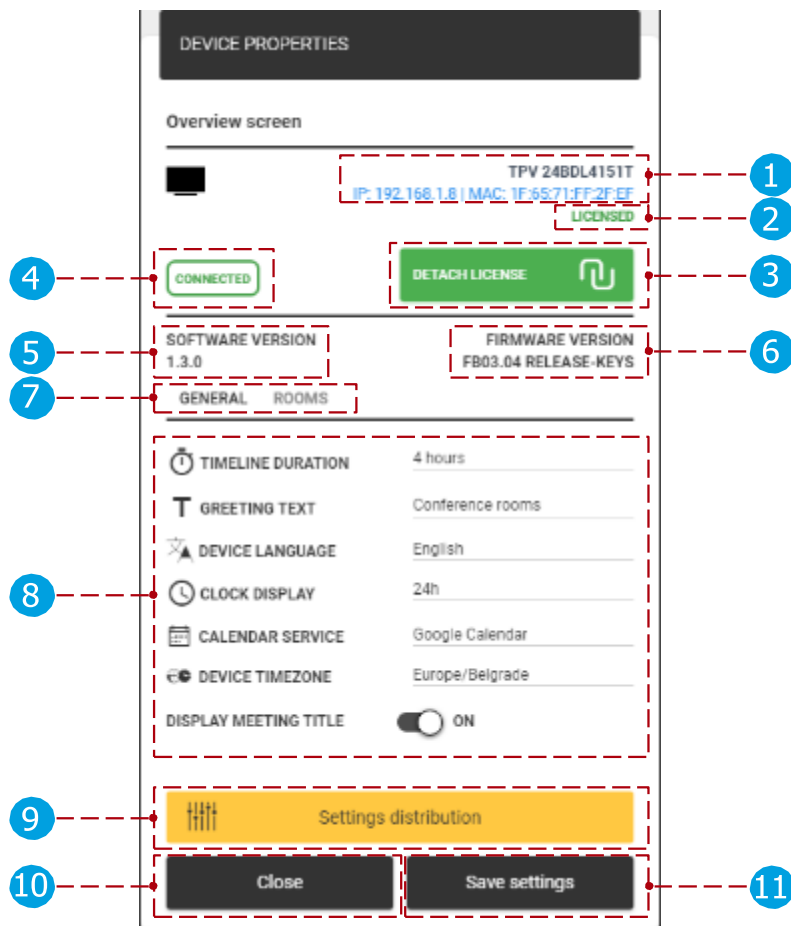 DEVICE PROPERTIES
Overview screen
TPV 24BDL4151T
1
IP: 192.168.1.8 | MAC: 1F:65:71:FF:2F:EF
LICENSED
2
4
CONNECTED
DETACH LICENSE
3
5
SOFTWARE VERSION
1.3.0
FIRMWARE VERSION
FB03.04 RELEASE-KEYS
6
7
GENERAL ROOMS
TIMELINE DURATION 4 hours
T GREETING TEXT Conference rooms
DEVICE LANGUAGE English
8
CLOCK DISPLAY 24h
CALENDAR SERVICE Google Calendar
DEVICE TIMEZONE Europe/Belgrade
DISPLAY MEETING TITLE ON
9
Settings distribution
10
Close
Save settings
11